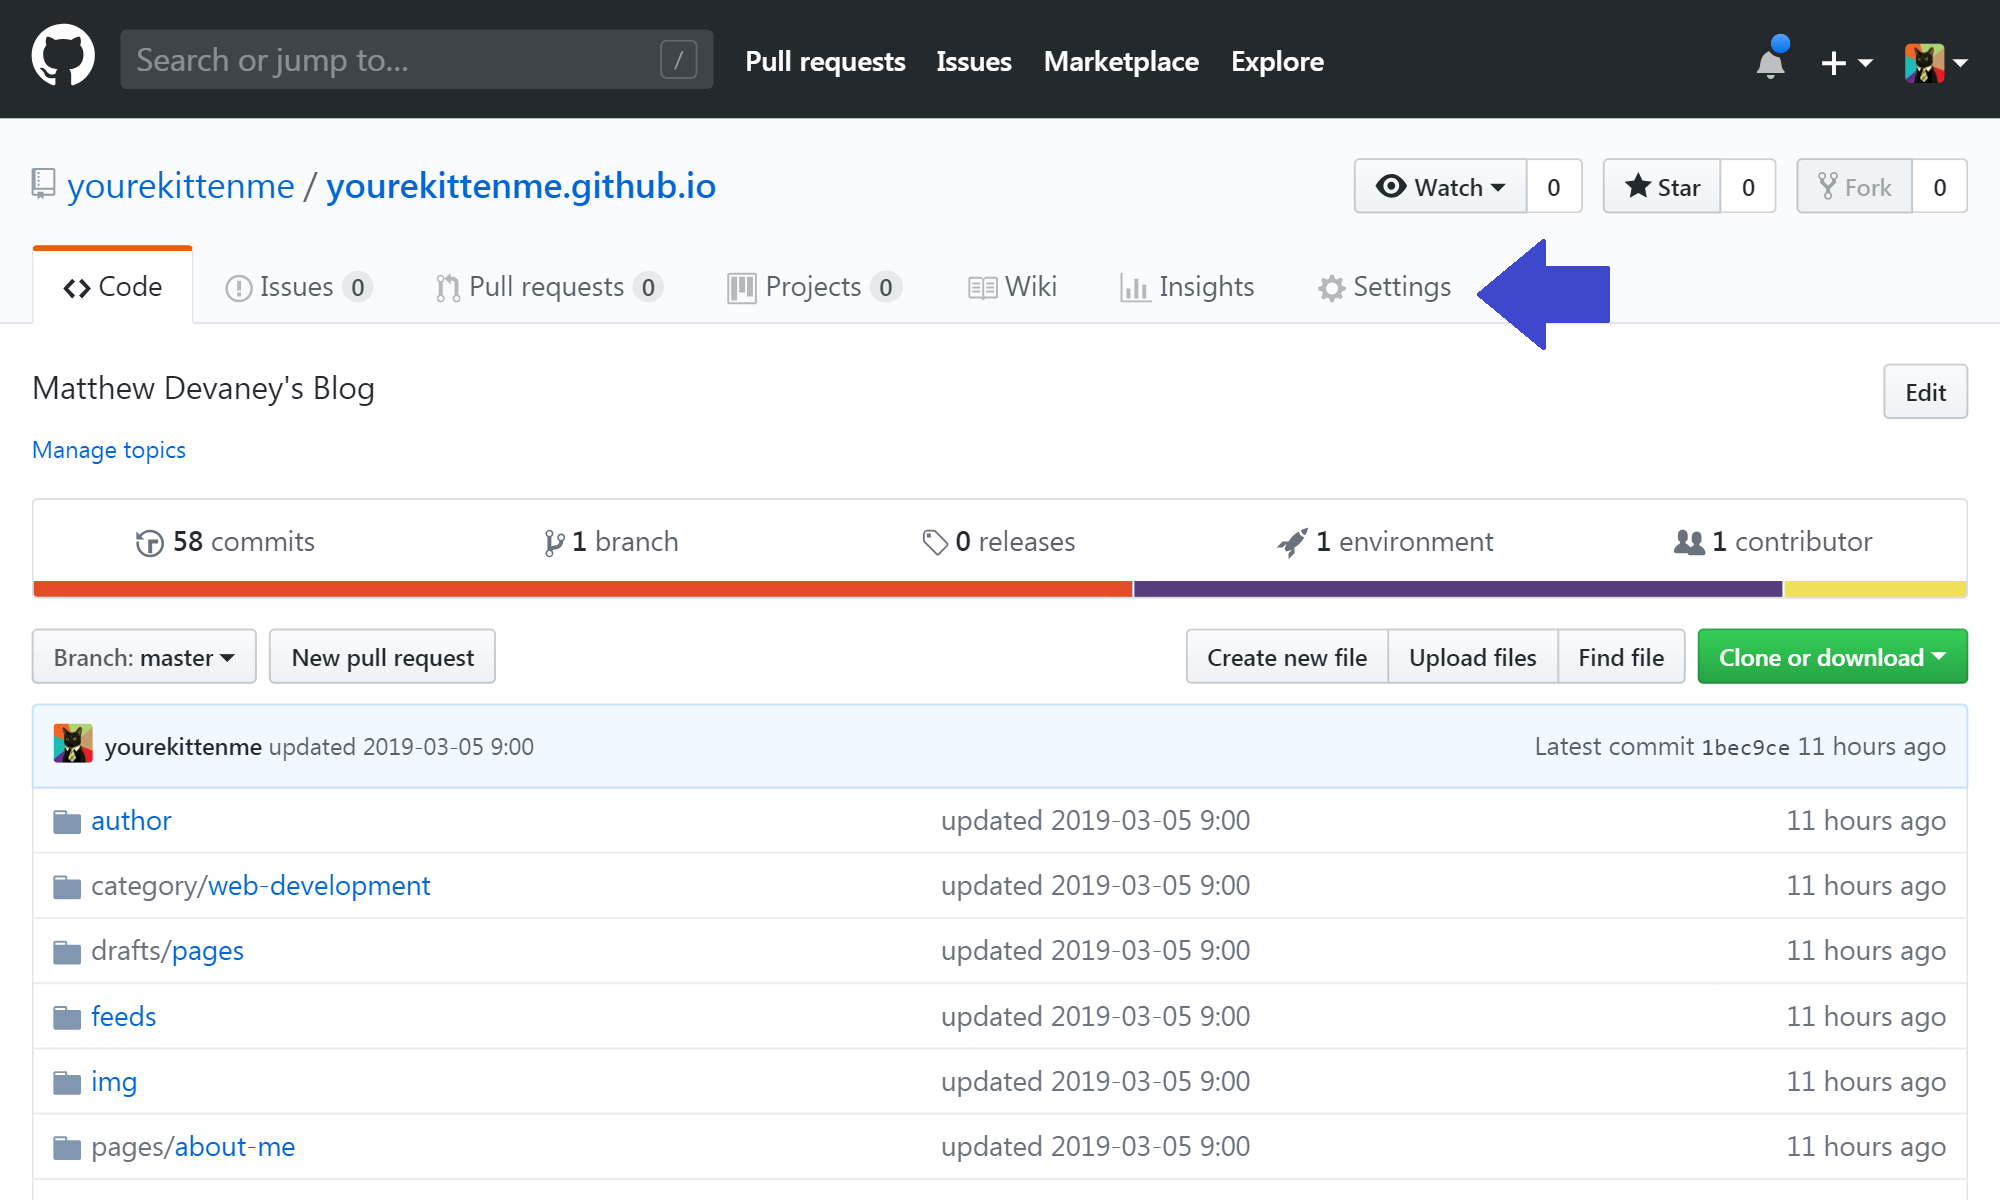 Search or jump to... /
Pull requests Issues Marketplace Explore
yourekittenme / yourekittenme.github.io
Watch 0 Star 0 Fork 0
Code Issues 0 Pull requests 0 Projects 0 Wiki Insights Settings
Matthew Devaney's Blog
Edit
Manage topics
58 commits 1 branch 0 releases 1 environment 1 contributor
Branch: master New pull request Create new file Upload files Find file Clone or download
yourekittenme updated 2019-03-05 9:00 Latest commit 1bec9ce 11 hours ago
author updated 2019-03-05 9:00 11 hours ago
category/web-development updated 2019-03-05 9:00 11 hours ago
drafts/pages updated 2019-03-05 9:00 11 hours ago
feeds updated 2019-03-05 9:00 11 hours ago
img updated 2019-03-05 9:00 11 hours ago
pages/about-me updated 2019-03-05 9:00 11 hours ago